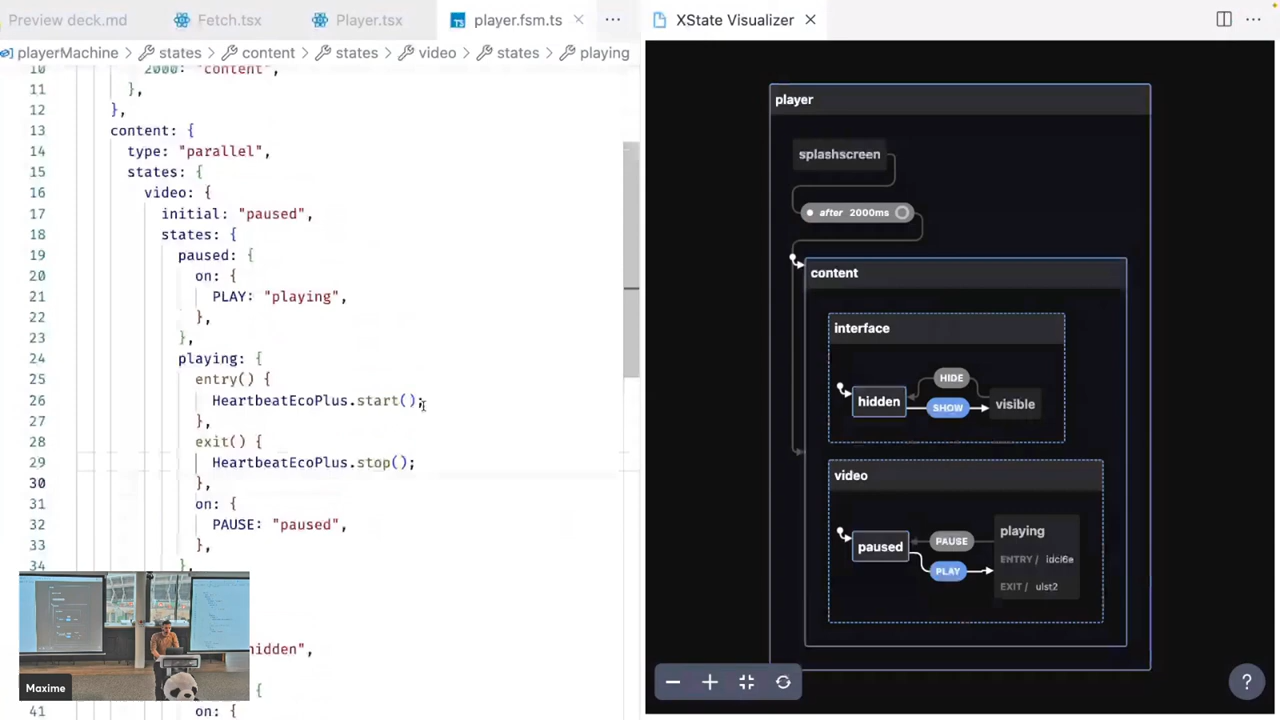 Preview deck.md Fetch.tsx Player.tsx TS player.fsm.ts
playerMachine states content states video states playing
10 2000: "content",
11 },
12 },
13 content: {
14 type: "parallel",
15 states: {
16 video: {
17 initial: "paused",
18 states: {
19 paused: {
20 on: {
21 PLAY: "playing",
22 },
23 },
24 playing: {
25 entry() {
26 HeartbeatEcoPlus.start();
27 },
28 exit() {
29 HeartbeatEcoPlus.stop();
30 },
31 on: {
32 PAUSE: "paused",
33 },
34 },
hidden",
{
41 on: {
Maxime
XState Visualizer
player
splashscreen
after 2000ms
content
interface
hidden
HIDE
SHOW
visible
video
paused
PAUSE
PLAY
playing
ENTRY / idcl6e
EXIT / ulst2
?